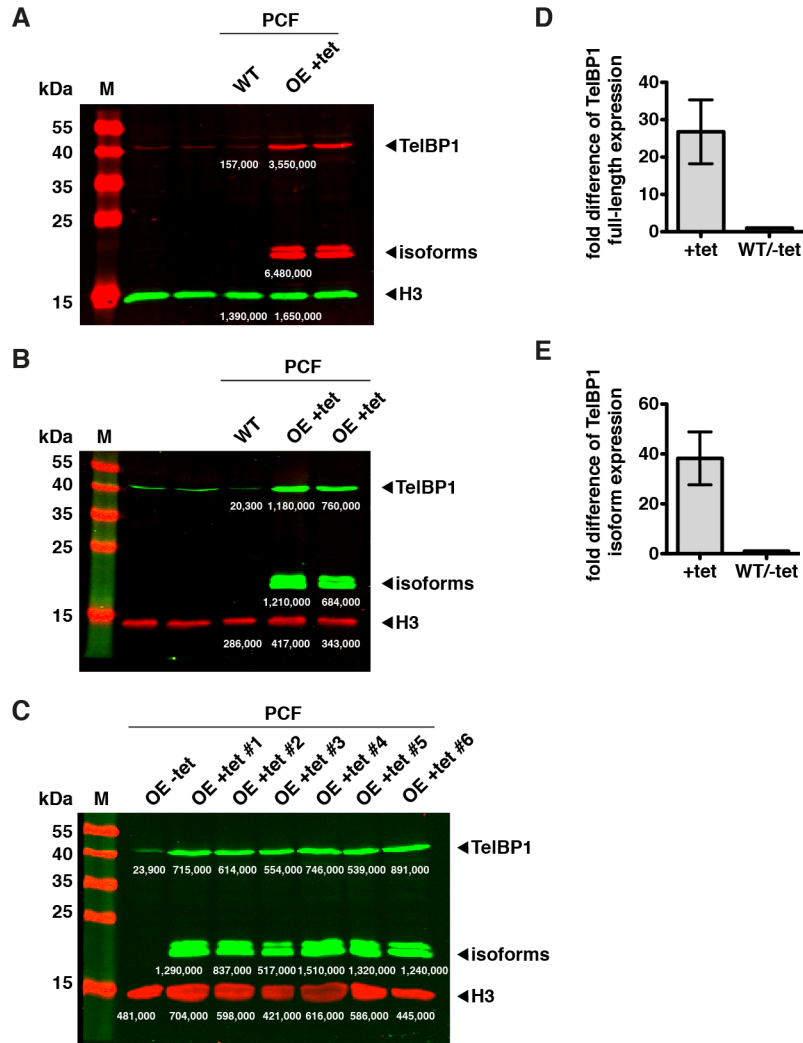 A
PCF
WT
OE +tet
kDa
M
55
40
35
25
15
TelBP1
157,000 3,550,000
isoforms
6,480,000
H3
1,390,000 1,650,000
B
PCF
WT
OE +tet
OE +tet
kDa
M
55
40
35
25
15
TelBP1
20,300 1,180,000 760,000
isoforms
1,210,000 684,000
H3
286,000 417,000 343,000
C
PCF
OE -tet
OE +tet #1
OE +tet #2
OE +tet #3
OE +tet #4
OE +tet #5
OE +tet #6
kDa
M
55
40
35
25
15
TelBP1
23,900 715,000 614,000 554,000 746,000 539,000 891,000
isoforms
1,290,000 837,000 517,000 1,510,000 1,320,000 1,240,000
H3
481,000 704,000 598,000 421,000 616,000 586,000 445,000
D
fold difference of TelBP1
full-length expression
40
30
20
10
0
+tet WT/-tet
E
fold difference of TelBP1
isoform expression
60
40
20
0
+tet WT/-tet